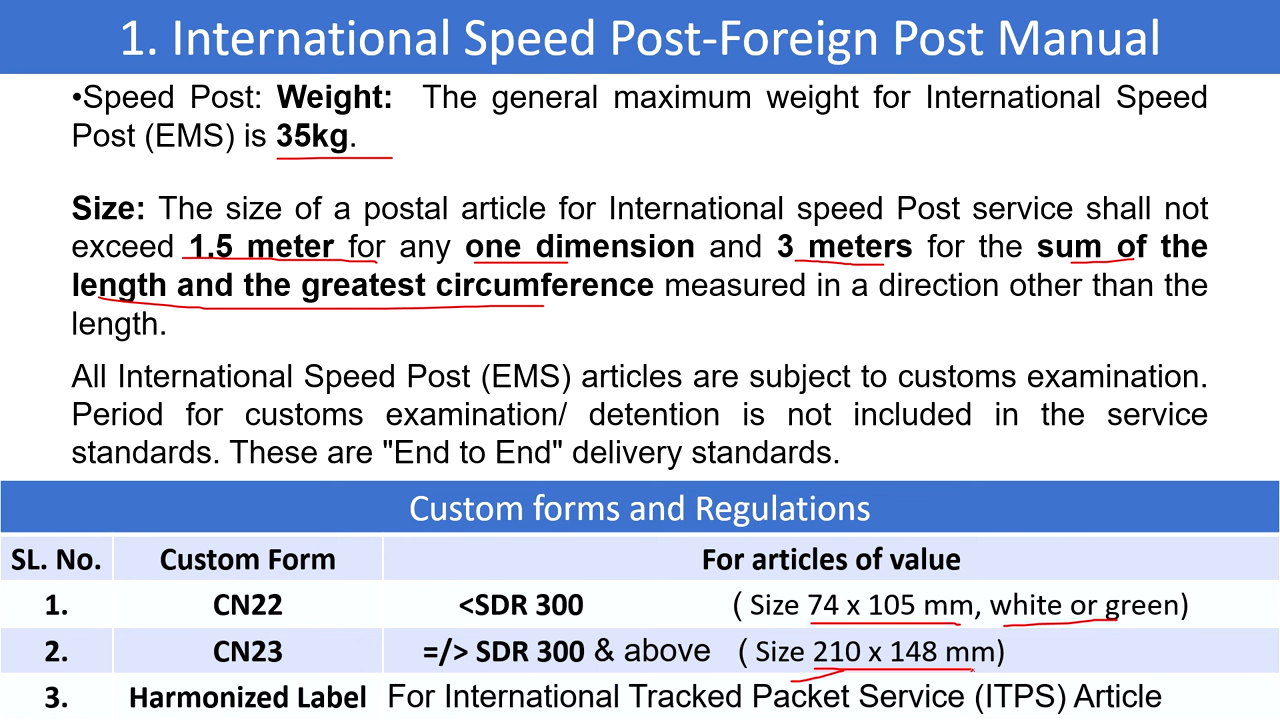 1. International Speed Post-Foreign Post Manual
•Speed Post: Weight: The general maximum weight for International Speed
Post (EMS) is 35kg.
Size: The size of a postal article for International speed Post service shall not
exceed 1.5 meter for any one dimension and 3 meters for the sum of the
length and the greatest circumference measured in a direction other than the
length.
All International Speed Post (EMS) articles are subject to customs examination.
Period for customs examination/ detention is not included in the service
standards. These are "End to End" delivery standards.
Custom forms and Regulations
SL. No. Custom Form For articles of value
1. CN22 <SDR 300 ( Size 74 x 105 mm, white or green)
2. CN23 =/> SDR 300 & above ( Size 210 x 148 mm)
3. Harmonized Label For International Tracked Packet Service (ITPS) Article